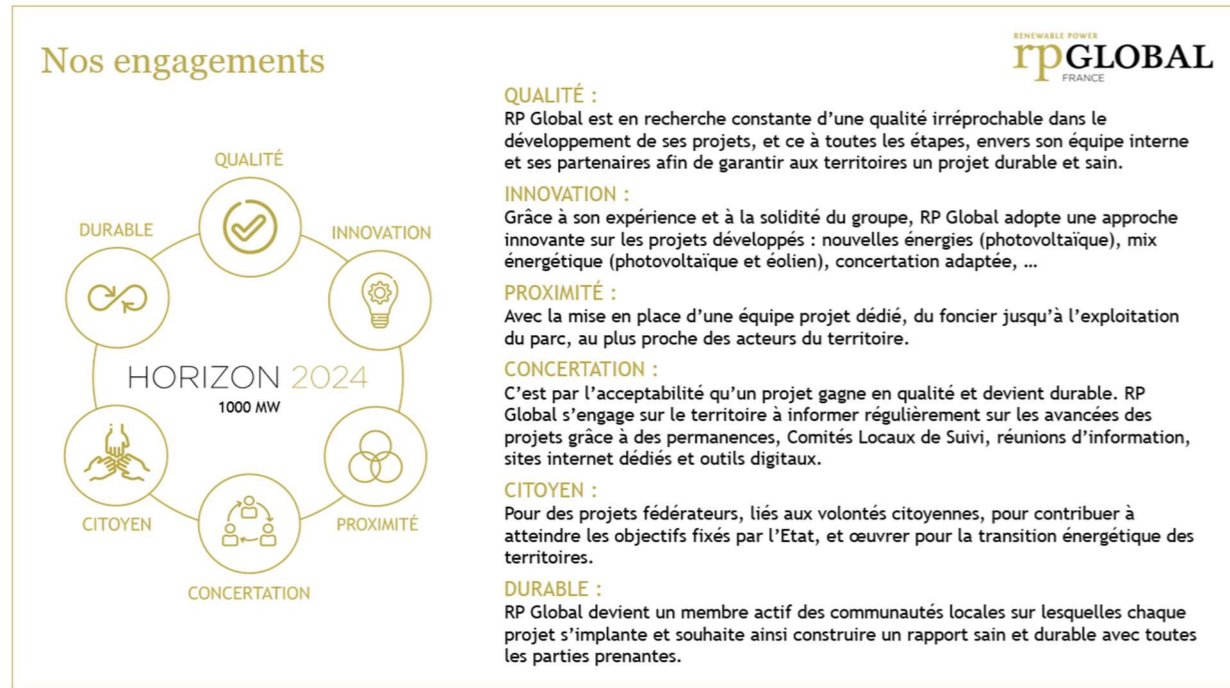 Nos engagements
RENEWABLE POWER
rpGLOBAL
FRANCE
QUALITÉ
DURABLE
INNOVATION
HORIZON 2024
1000 MW
CITOYEN
PROXIMITÉ
CONCERTATION
QUALITÉ :
RP Global est en recherche constante d’une qualité irréprochable dans le
développement de ses projets, et ce à toutes les étapes, envers son équipe interne
et ses partenaires afin de garantir aux territoires un projet durable et sain.
INNOVATION :
Grâce à son expérience et à la solidité du groupe, RP Global adopte une approche
innovante sur les projets développés : nouvelles énergies (photovoltaïque), mix
énergétique (photovoltaïque et éolien), concertation adaptée, …
PROXIMITÉ :
Avec la mise en place d’une équipe projet dédié, du foncier jusqu’à l’exploitation
du parc, au plus proche des acteurs du territoire.
CONCERTATION :
C’est par l’acceptabilité qu’un projet gagne en qualité et devient durable. RP
Global s’engage sur le territoire à informer régulièrement sur les avancées des
projets grâce à des permanences, Comités Locaux de Suivi, réunions d’information,
sites internet dédiés et outils digitaux.
CITOYEN :
Pour des projets fédérateurs, liés aux volontés citoyennes, pour contribuer à
atteindre les objectifs fixés par l’Etat, et œuvrer pour la transition énergétique des
territoires.
DURABLE :
RP Global devient un membre actif des communautés locales sur lesquelles chaque
projet s’implante et souhaite ainsi construire un rapport sain et durable avec toutes
les parties prenantes.